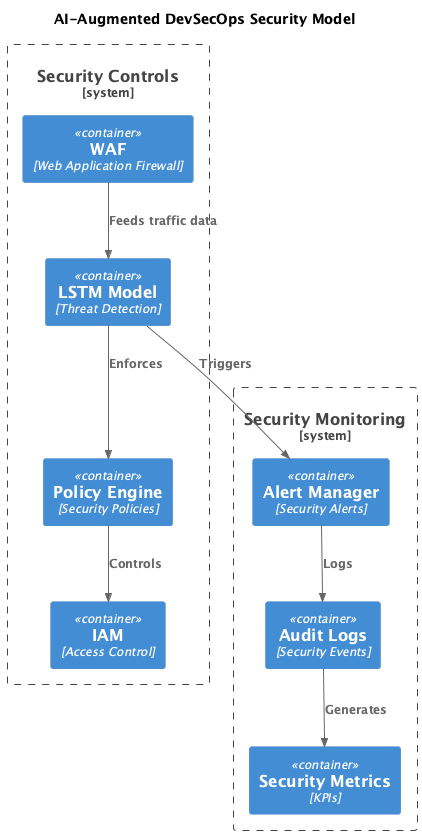 AI-Augmented DevSecOps Security Model
Security Controls
[system]
«container»
WAF
[Web Application Firewall]
Feeds traffic data
«container»
LSTM Model
[Threat Detection]
Enforces
Triggers
Security Monitoring
[system]
«container»
Policy Engine
[Security Policies]
«container»
Alert Manager
[Security Alerts]
Controls
Logs
«container»
IAM
[Access Control]
«container»
Audit Logs
[Security Events]
Generates
«container»
Security Metrics
[KPIs]